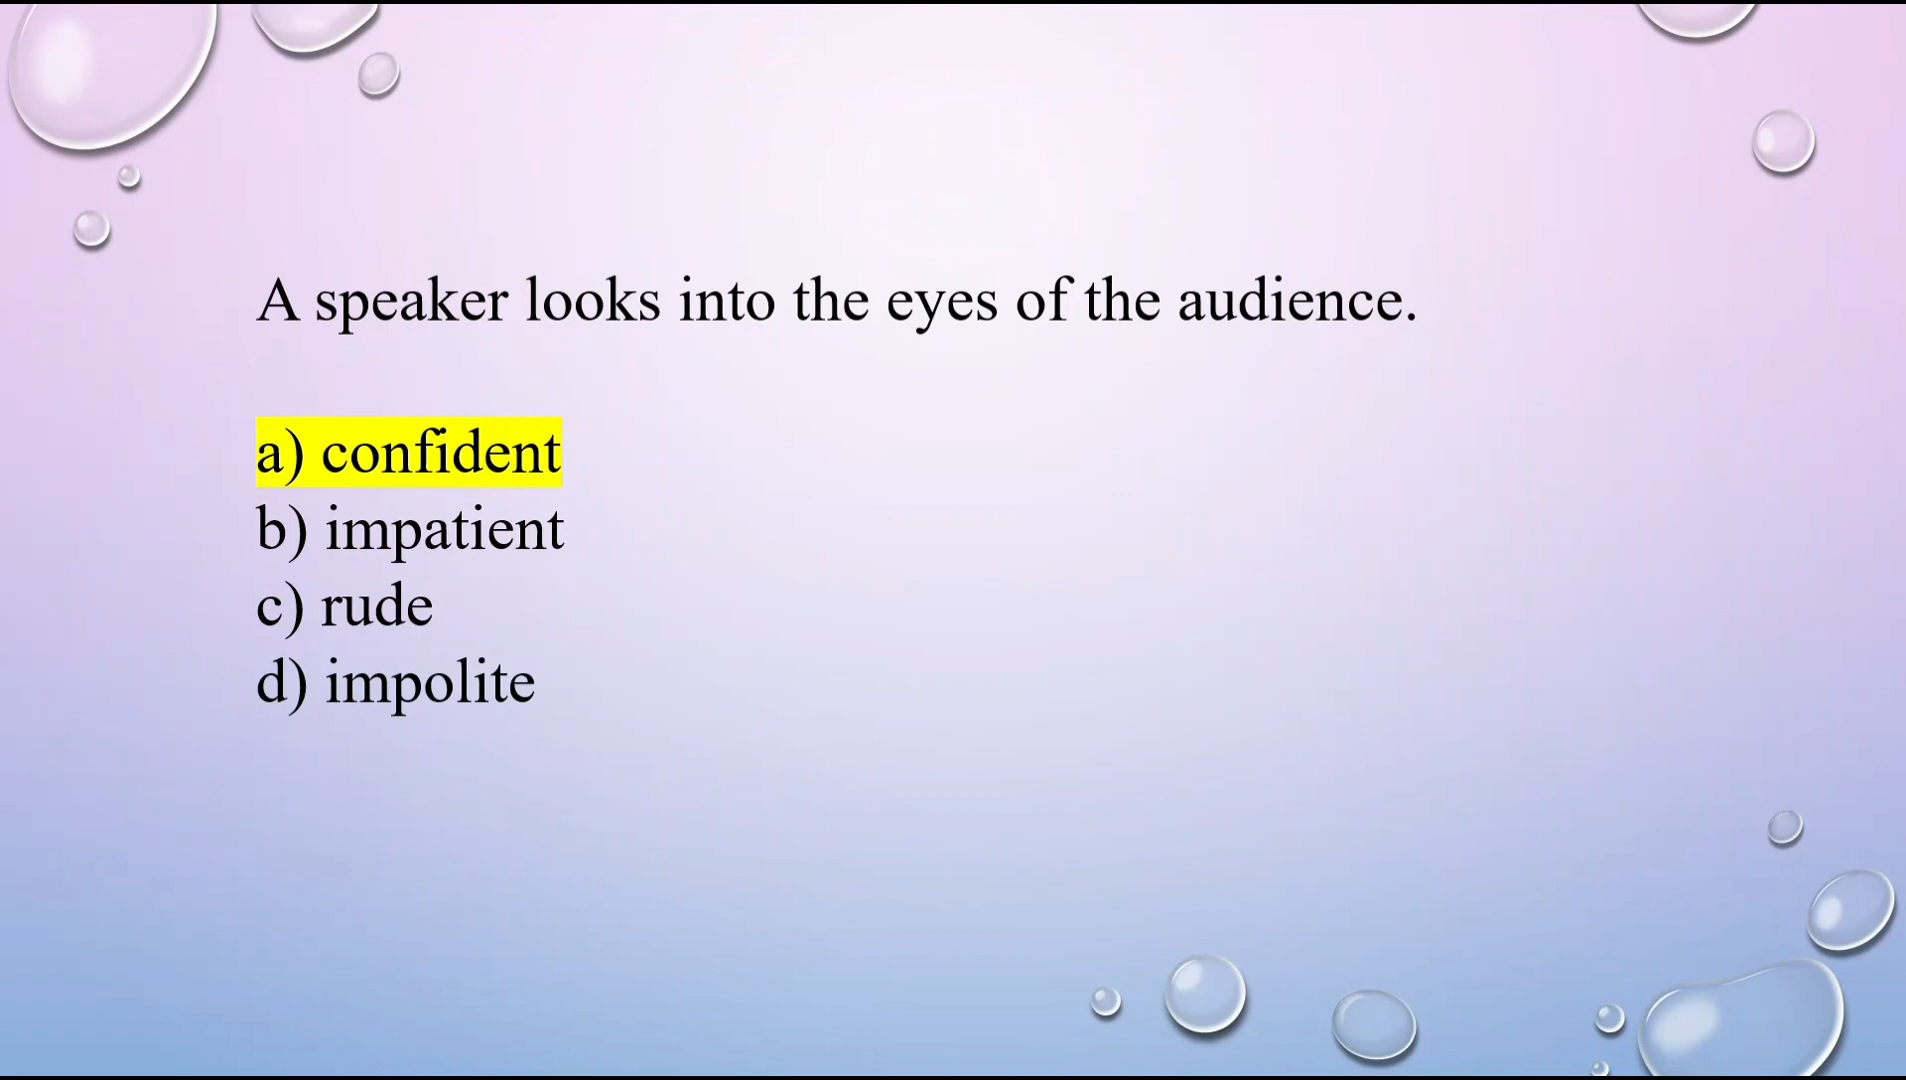 A speaker looks into the eyes of the audience.
a) confident
b) impatient
c) rude
d) impolite